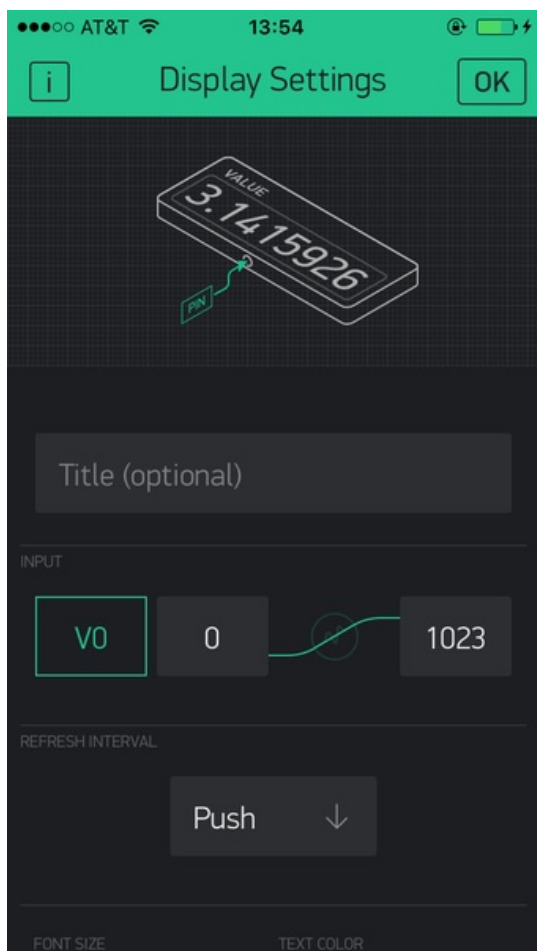 AT&T 13:54
i Display Settings OK
VALUE
3.1415926
PIN
Title (optional)
INPUT
V0 0 1023
REFRESH INTERVAL
Push
FONT SIZE TEXT COLOR